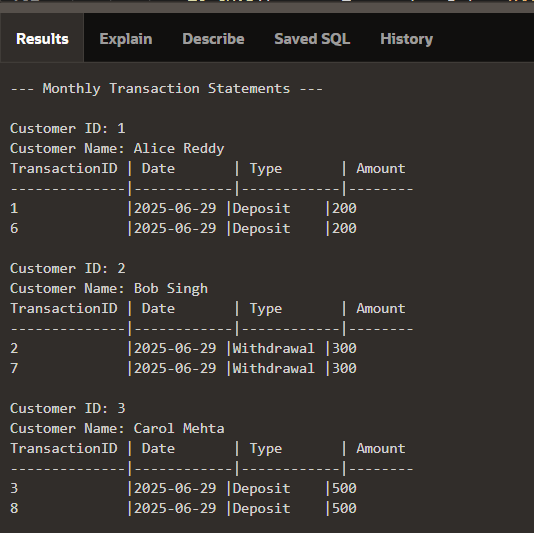 Results Explain Describe Saved SQL History
--- Monthly Transaction Statements ---
Customer ID: 1
Customer Name: Alice Reddy
TransactionID | Date       | Type       | Amount
--------------|------------|------------|--------
1             |2025-06-29 |Deposit    |200
6             |2025-06-29 |Deposit    |200
Customer ID: 2
Customer Name: Bob Singh
TransactionID | Date       | Type       | Amount
--------------|------------|------------|--------
2             |2025-06-29 |Withdrawal |300
7             |2025-06-29 |Withdrawal |300
Customer ID: 3
Customer Name: Carol Mehta
TransactionID | Date       | Type       | Amount
--------------|------------|------------|--------
3             |2025-06-29 |Deposit    |500
8             |2025-06-29 |Deposit    |500